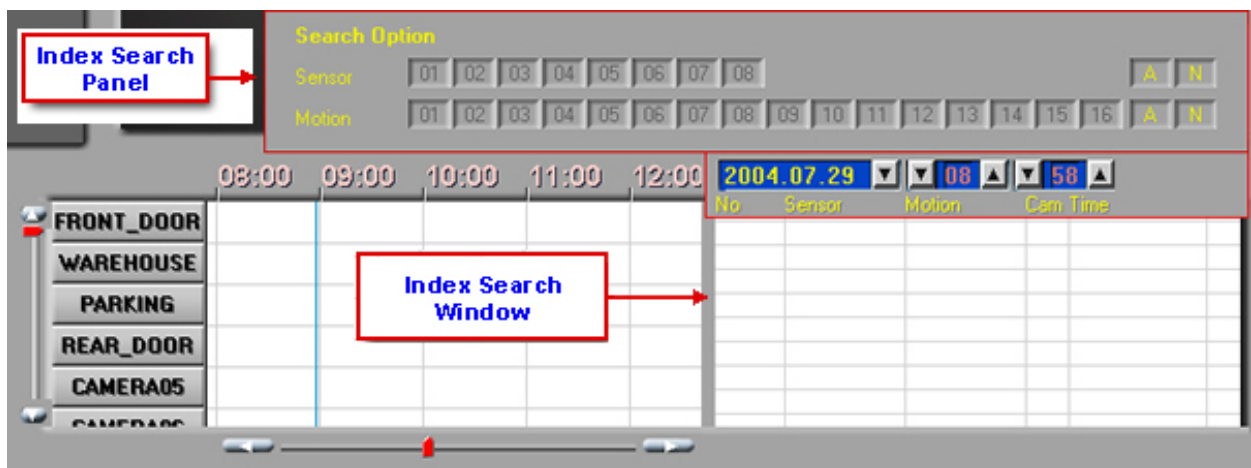 Index Search
Panel
Search Option
Sensor 01 02 03 04 05 06 07 08 A N
Motion 01 02 03 04 05 06 07 08 09 10 11 12 13 14 15 16 A N
08:00 09:00 10:00 11:00 12:00
2004.07.29 08 58
No Sensor Motion Cam Time
FRONT_DOOR
WAREHOUSE
PARKING
REAR_DOOR
CAMERA05
Index Search
Window